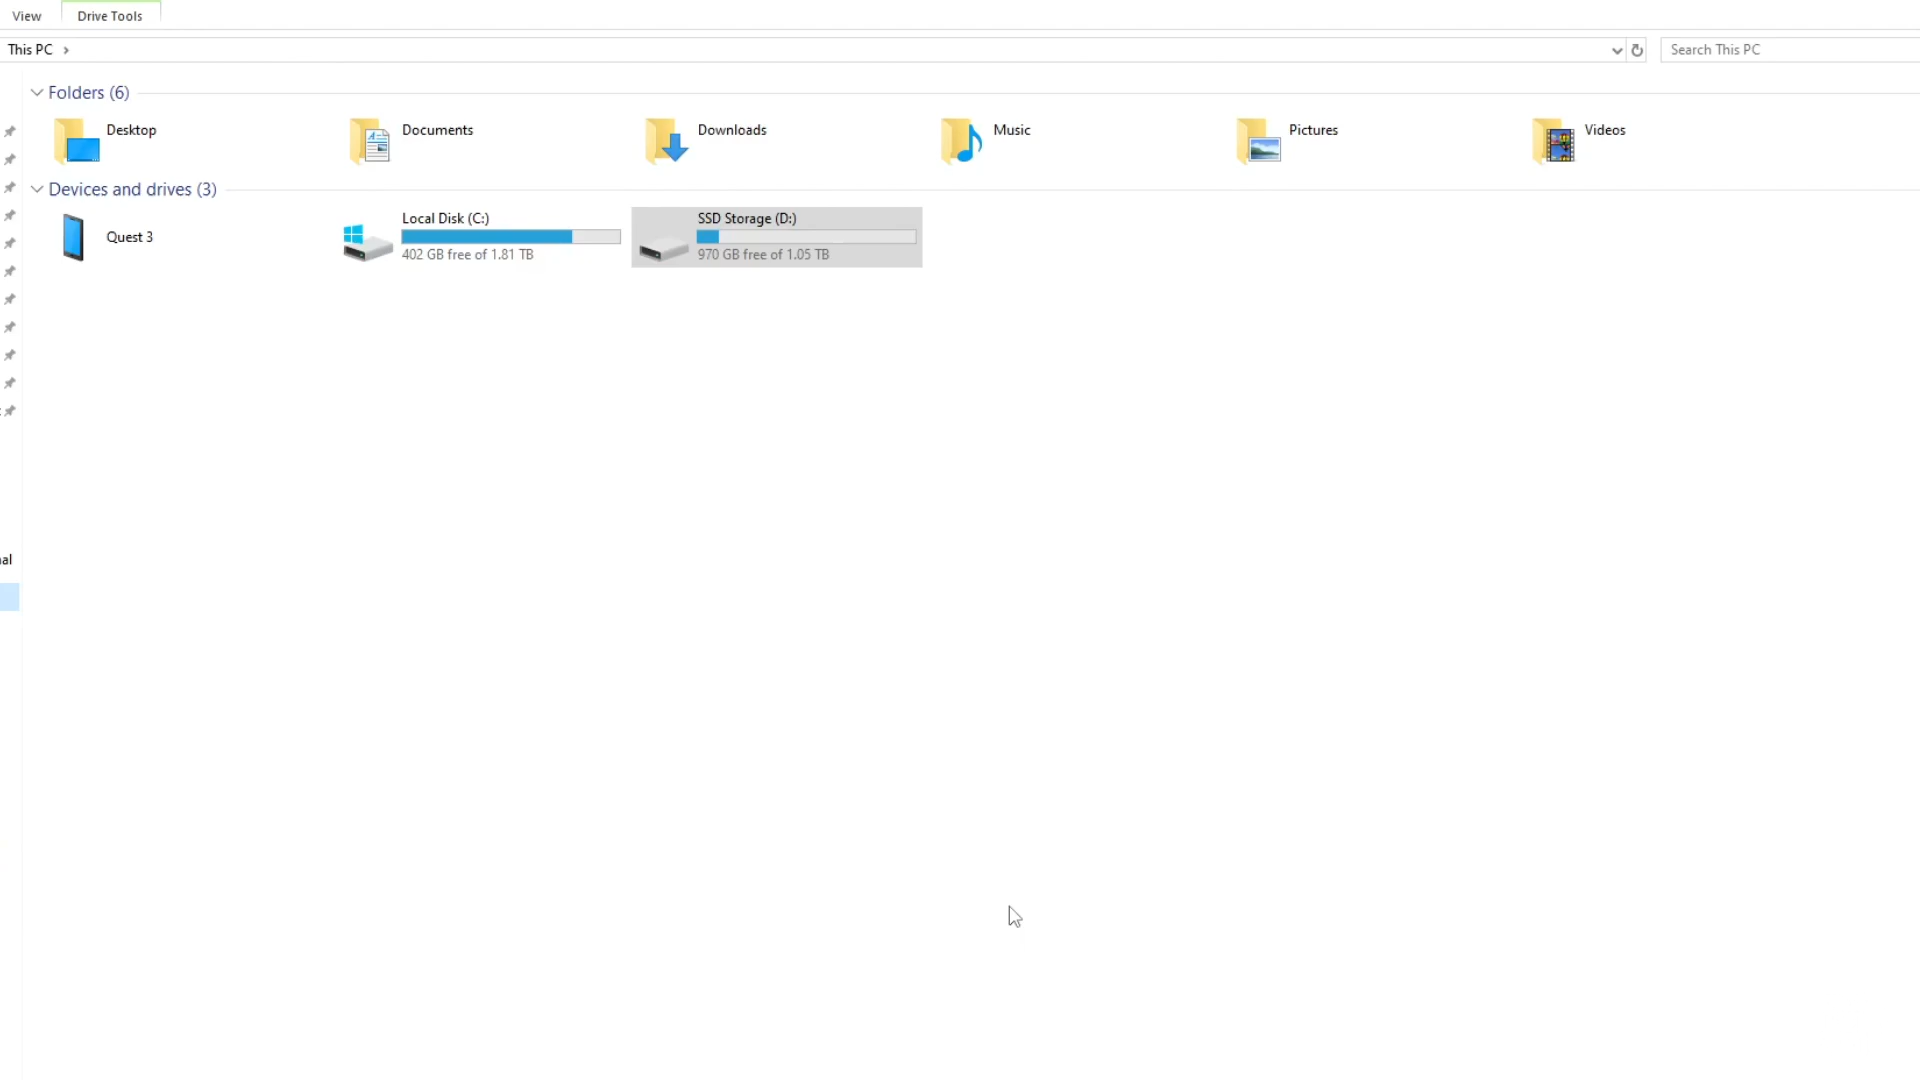 View Drive Tools
This PC
Search This PC
Folders (6)
Desktop
Documents
Downloads
Music
Pictures
Videos
Devices and drives (3)
Quest 3
Local Disk (C:)
402 GB free of 1.81 TB
SSD Storage (D:)
970 GB free of 1.05 TB
al